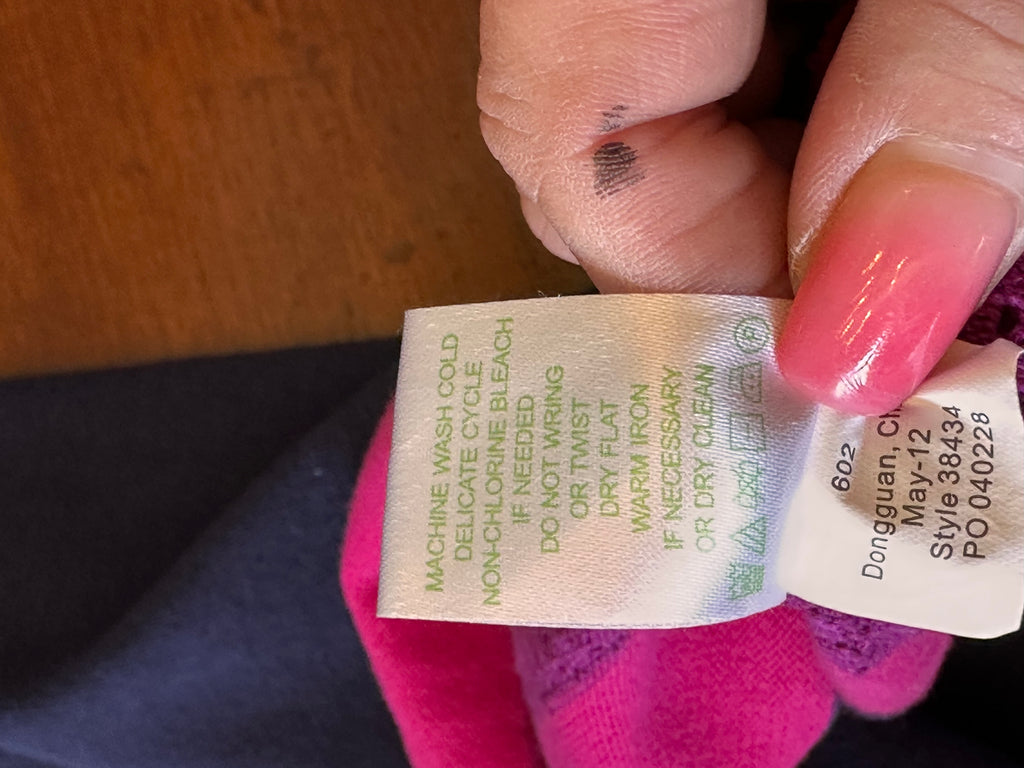 MACHINE WASH COLD
DELICATE CYCLE
NON-CHLORINE BLEACH
IF NEEDED
DO NOT WRING
OR TWIST
DRY FLAT
WARM IRON
IF NECESSARY
OR DRY CLEAN
P
602
Dongguan,
May-12
Style 38434
PO 040228